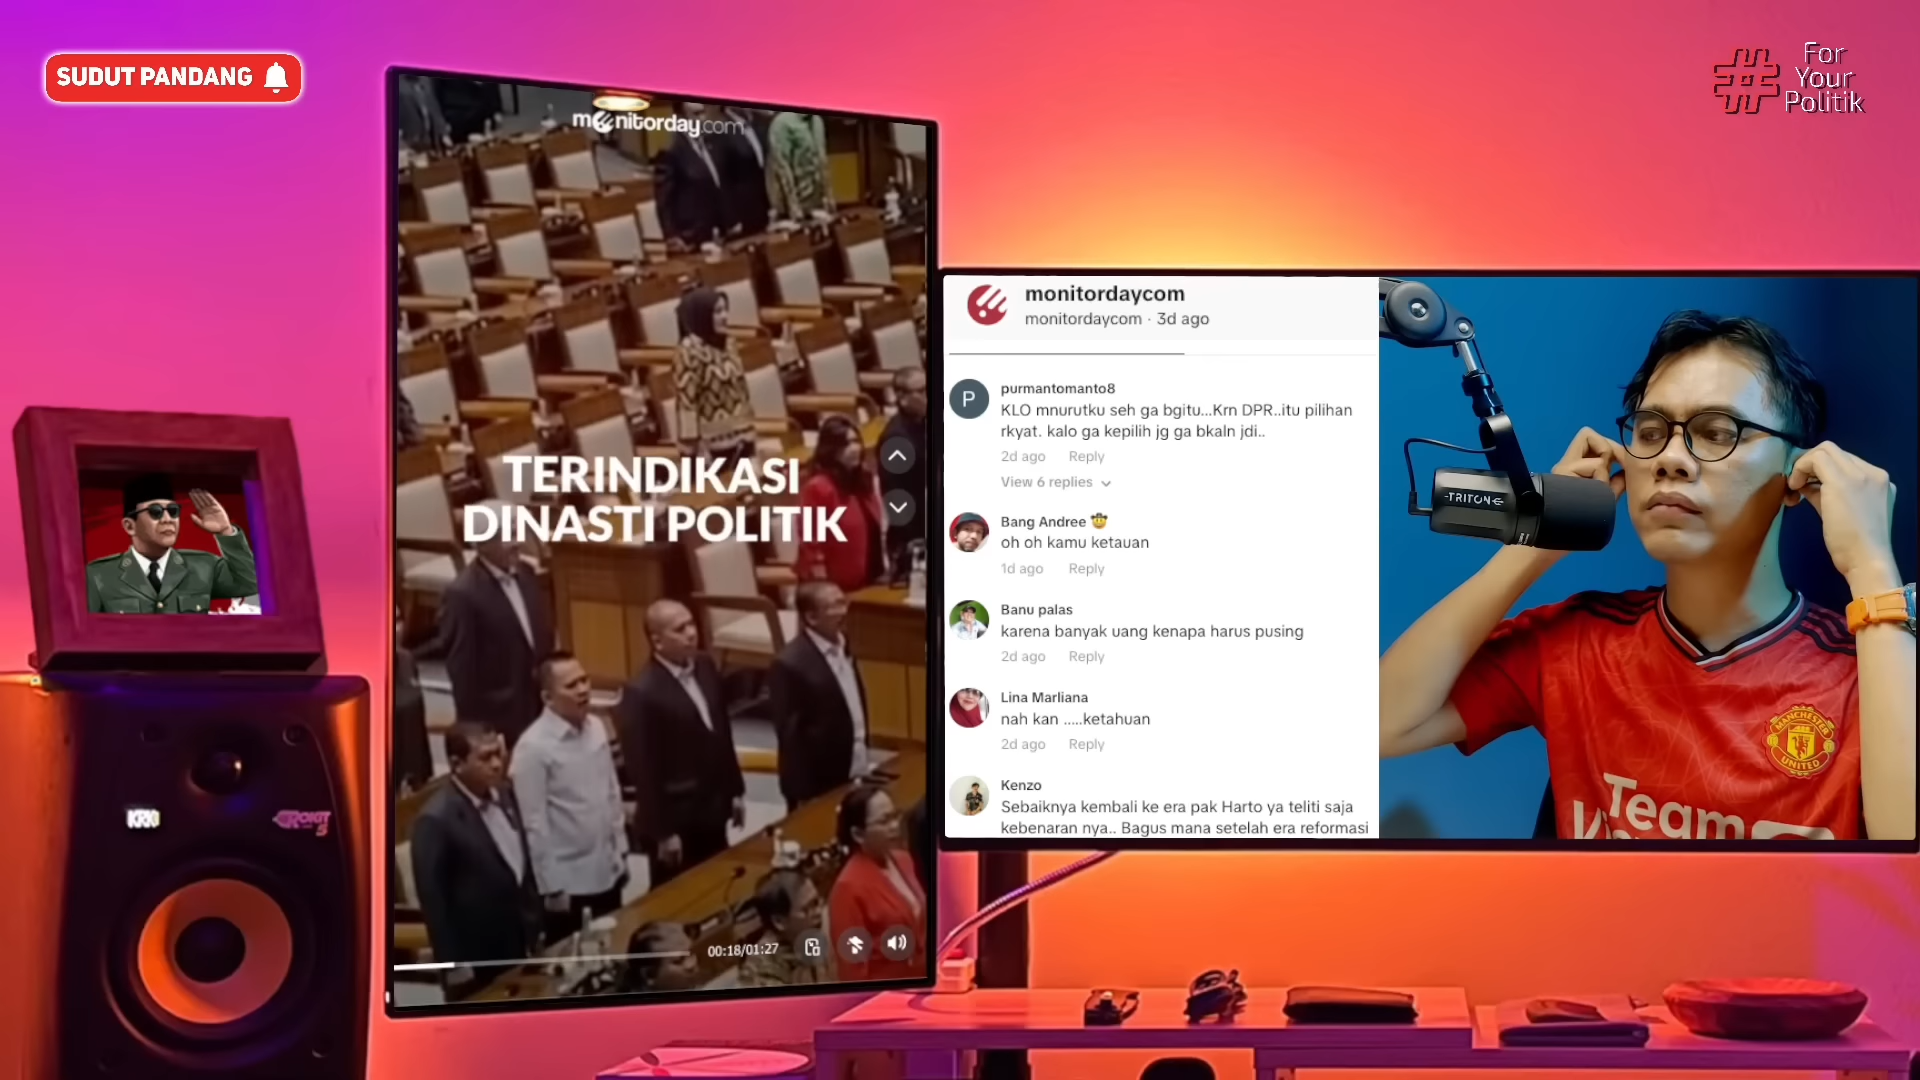 SUDUT PANDANG
#
For
Your
Politik
monitorday.com
TERINDIKASI
DINASTI POLITIK
00:18/01:27
monitordaycom
monitordaycom · 3d ago
P
purmantomanto8
KLO mnurutku seh ga bgitu...Krn DPR..itu pilihan
rkyat. kalo ga kepilih jg ga bkaln jdi..
2d ago Reply
View 6 replies
Bang Andree 🤠
oh oh kamu ketauan
1d ago Reply
Banu palas
karena banyak uang kenapa harus pusing
2d ago Reply
Lina Marliana
nah kan .....ketahuan
2d ago Reply
Kenzo
Sebaiknya kembali ke era pak Harto ya teliti saja
kebenaran nya.. Bagus mana setelah era reformasi
TRITON
MANCHESTER
UNITED
Team
KRK
ROKIT 5